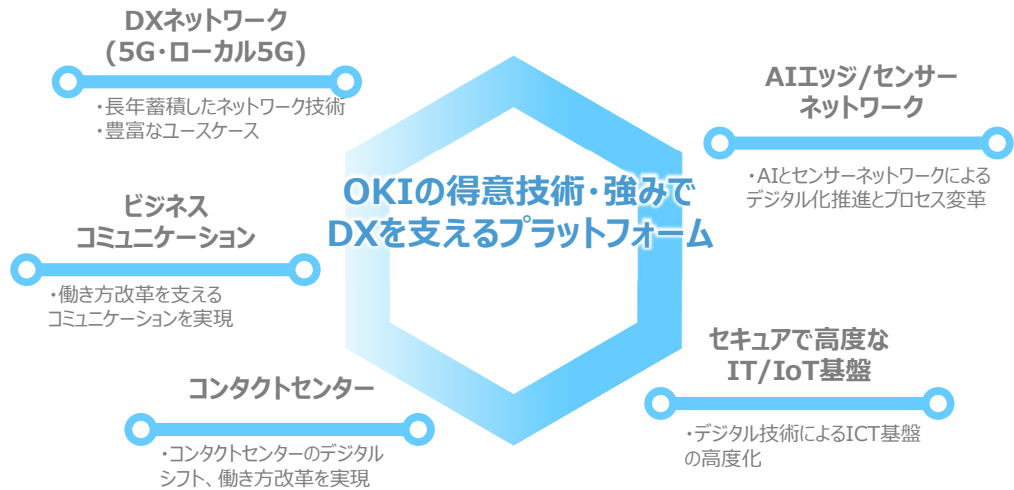 DXネットワーク
(5G・ローカル5G)
・長年蓄積したネットワーク技術
・豊富なユースケース
ビジネス
コミュニケーション
・働き方改革を支える
コミュニケーションを実現
コンタクトセンター
・コンタクトセンターのデジタル
シフト、働き方改革を実現
OKIの得意技術・強みで
DXを支えるプラットフォーム
AIエッジ/センサー
ネットワーク
・AIとセンサーネットワークによる
デジタル化推進とプロセス変革
セキュアで高度な
IT/IoT基盤
・デジタル技術によるICT基盤
の高度化